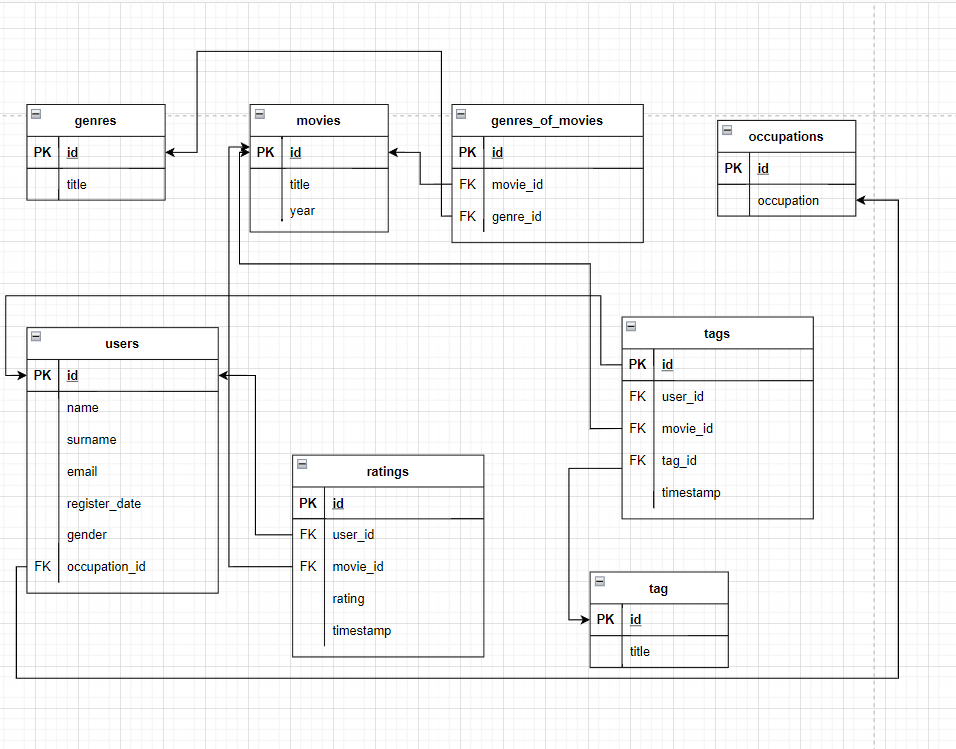 genres
PK id
title
movies
PK id
title
year
genres_of_movies
PK id
FK movie_id
FK genre_id
occupations
PK id
occupation
users
PK id
name
surname
email
register_date
gender
FK occupation_id
ratings
PK id
FK user_id
FK movie_id
rating
timestamp
tags
PK id
FK user_id
FK movie_id
FK tag_id
timestamp
tag
PK id
title